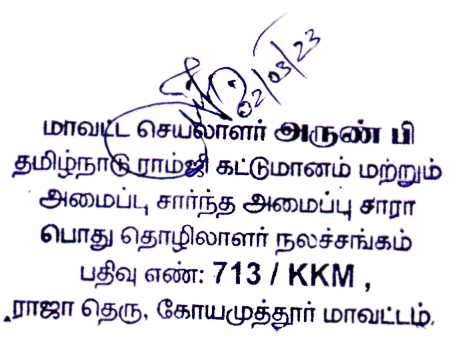 02/03/23
மாவட்ட செயலாளர் அருண் பி
தமிழ்நாடு ராம்ஜி கட்டுமானம் மற்றும்
அமைப்பு சார்ந்த அமைப்பு சாரா
பொது தொழிலாளர் நலச்சங்கம்
பதிவு எண்: 713 / KKM ,
ராஜா தெரு, கோயமுத்தூர் மாவட்டம்.